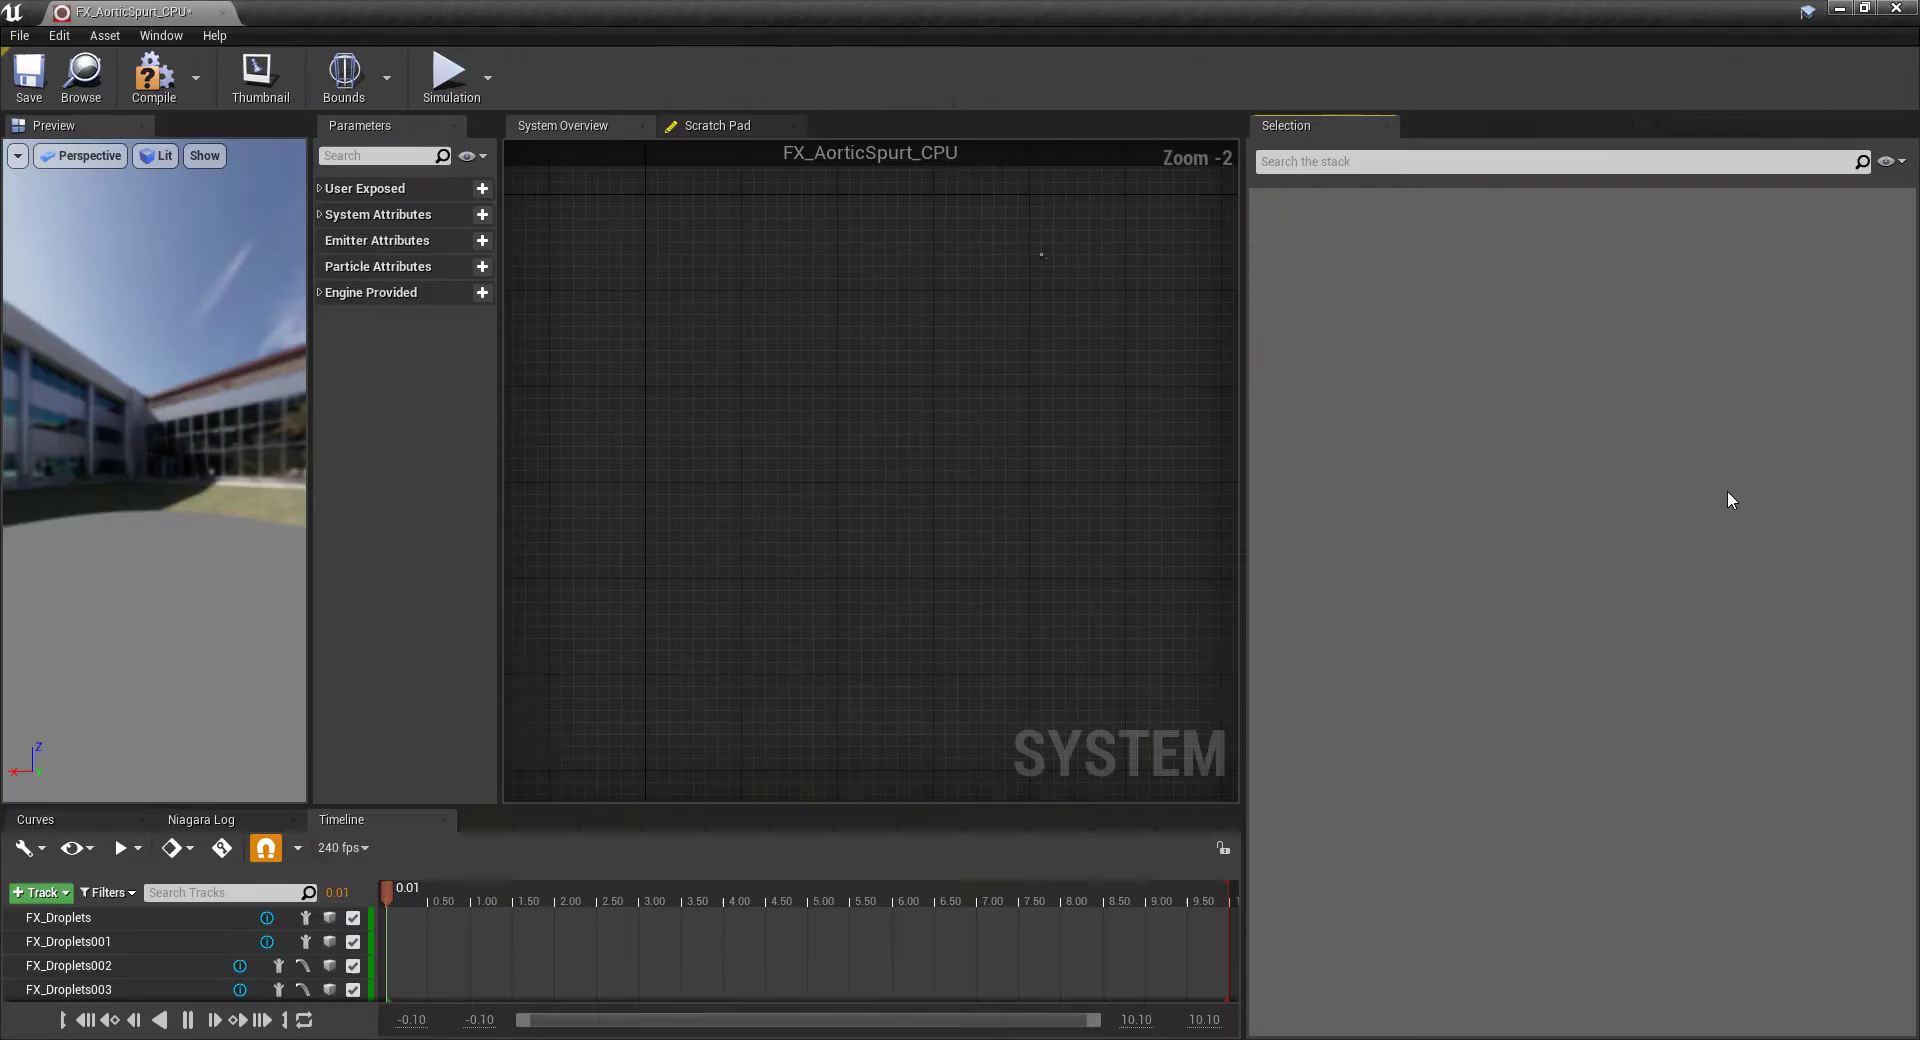 FX_AorticSpurt_CPU*
File Edit Asset Window Help
Save Browse Compile Thumbnail Bounds Simulation
Preview Parameters System Overview Scratch Pad Selection
Perspective Lit Show
Search
FX_AorticSpurt_CPU
Zoom -2
Search the stack
User Exposed
System Attributes
Emitter Attributes
Particle Attributes
Engine Provided
Z
X
SYSTEM
Curves Niagara Log Timeline
240 fps
+ Track Filters Search Tracks 0.01 0.01
0.50 1.00 1.50 2.00 2.50 3.00 3.50 4.00 4.50 5.00 5.50 6.00 6.50 7.00 7.50 8.00 8.50 9.00 9.50
FX_Droplets
FX_Droplets001
FX_Droplets002
FX_Droplets003
-0.10 -0.10 10.10 10.10